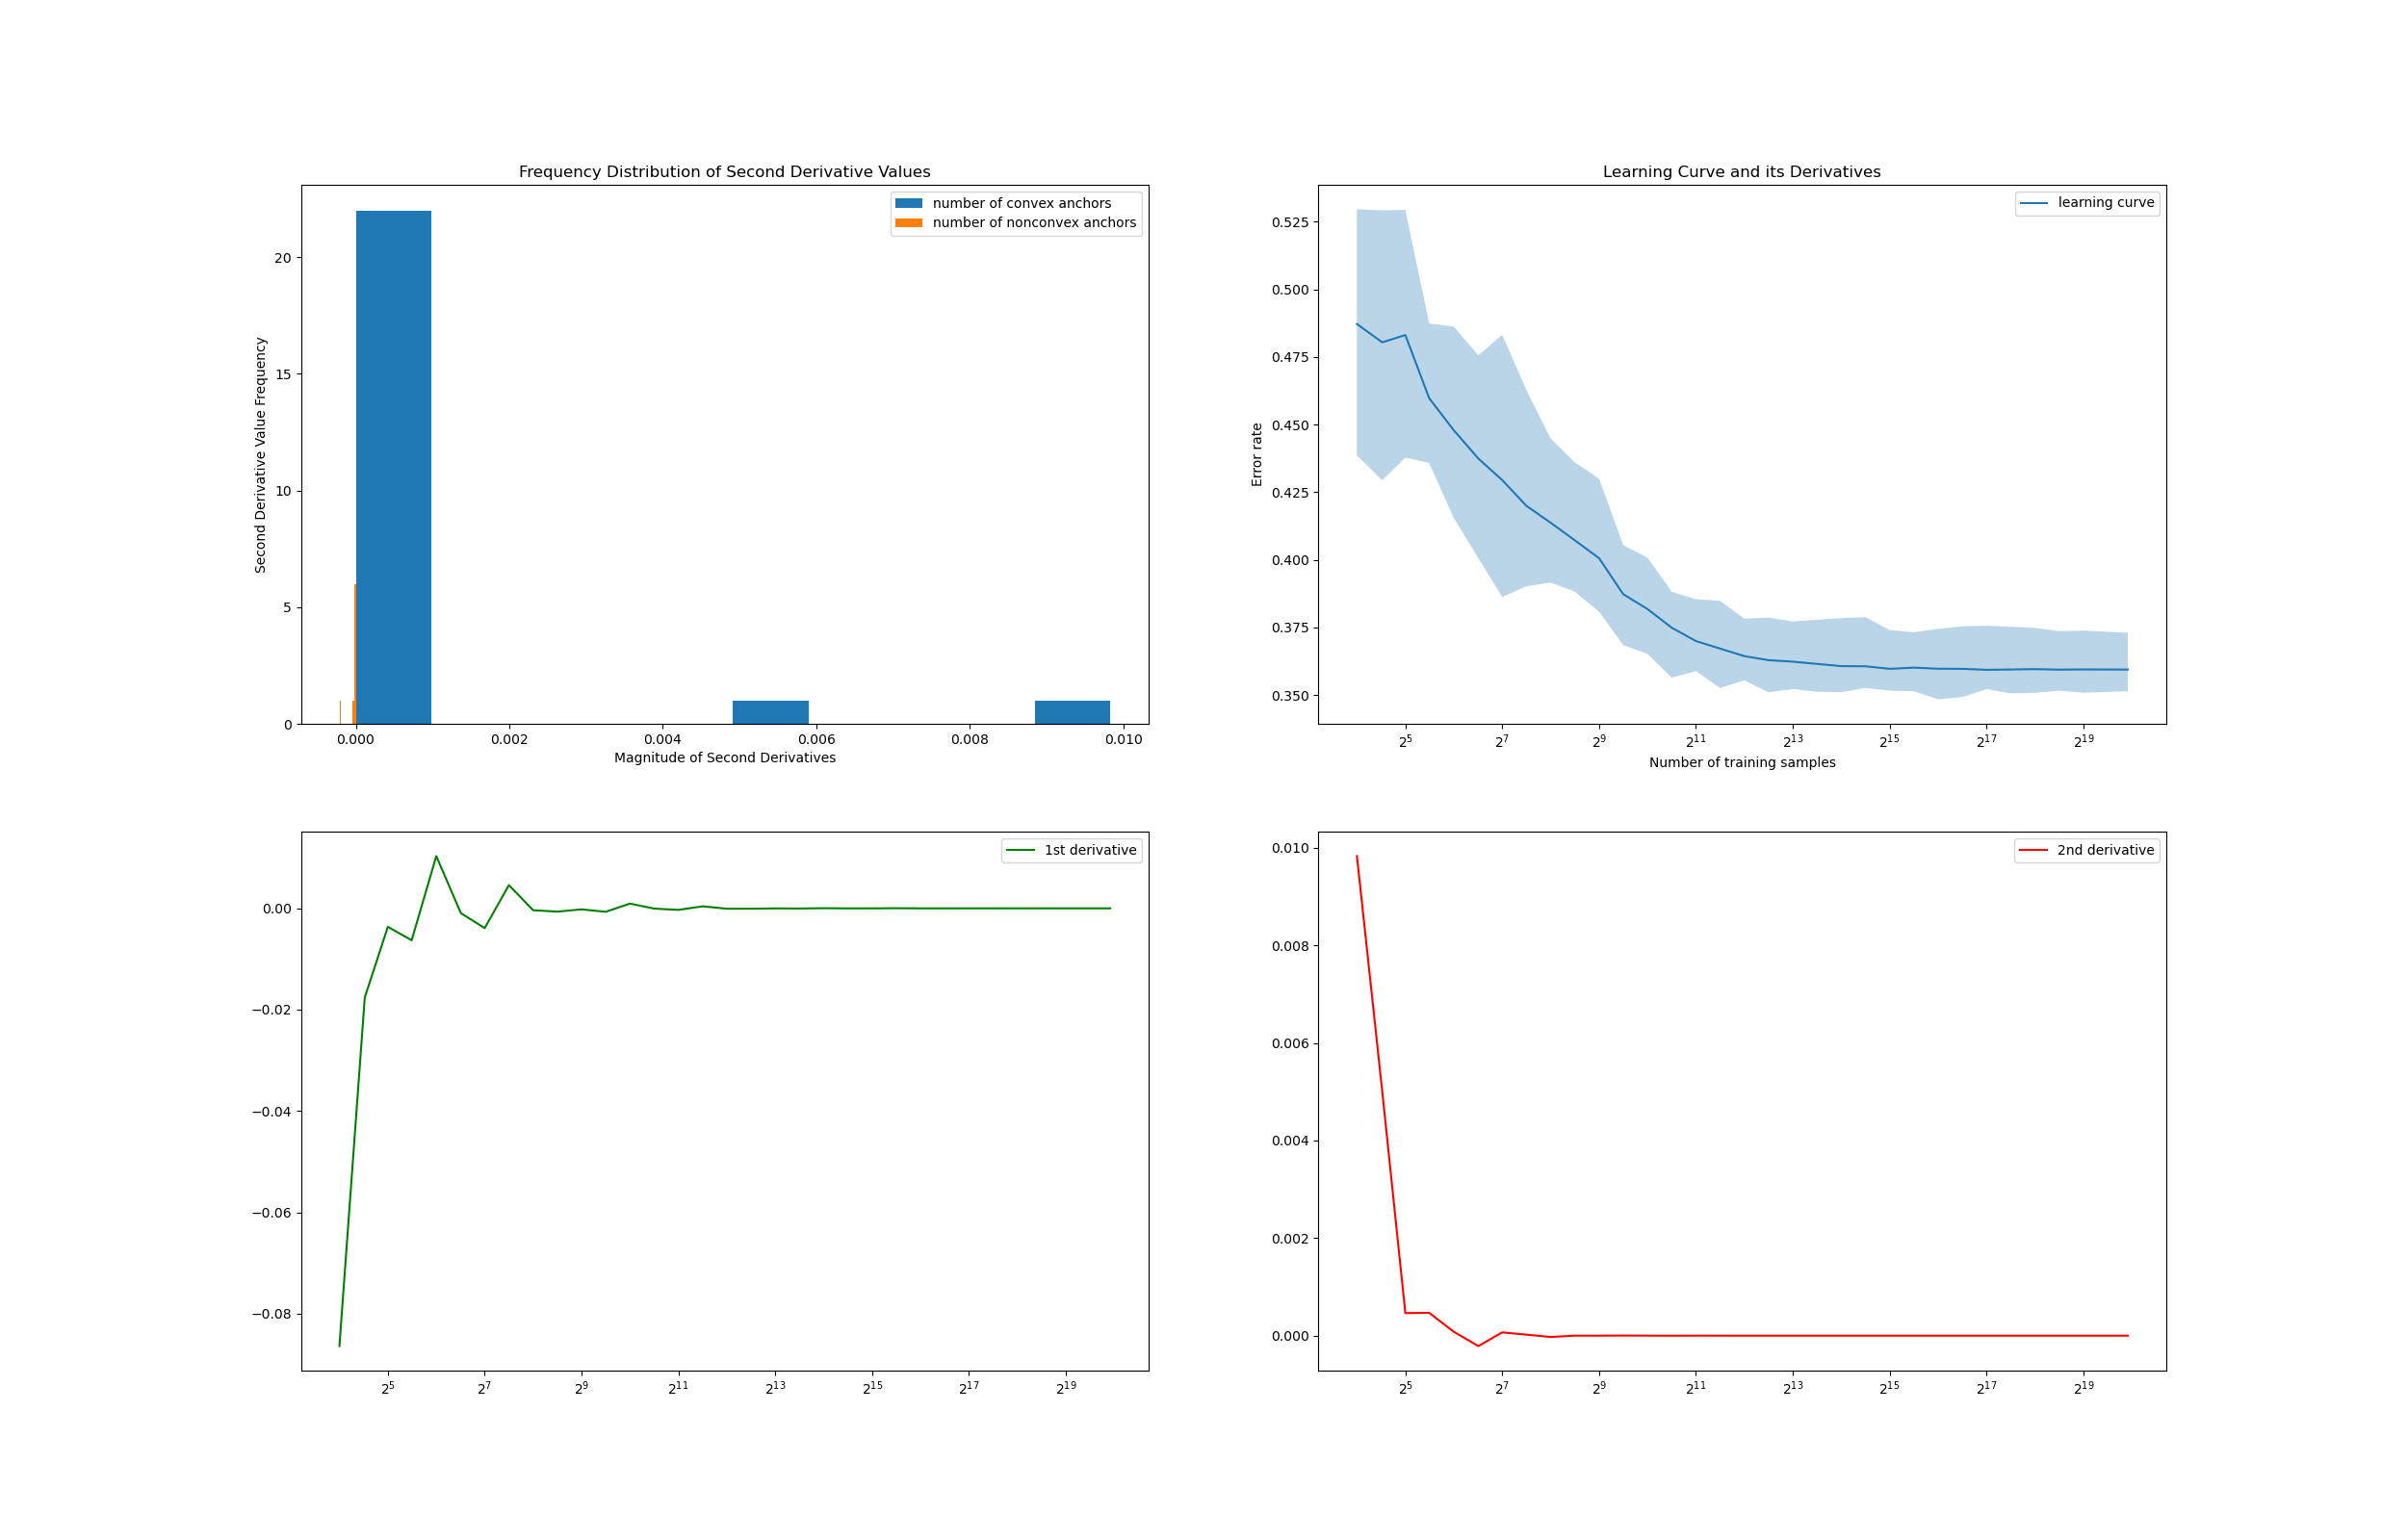 Frequency Distribution of Second Derivative Values
number of convex anchors
number of nonconvex anchors
Second Derivative Value Frequency
20
15
10
5
0
0.000 0.002 0.004 0.006 0.008 0.010
Magnitude of Second Derivatives
Learning Curve and its Derivatives
learning curve
Error rate
0.525
0.500
0.475
0.450
0.425
0.400
0.375
0.350
2^5 2^7 2^9 2^11 2^13 2^15 2^17 2^19
Number of training samples
1st derivative
0.00
−0.02
−0.04
−0.06
−0.08
2^5 2^7 2^9 2^11 2^13 2^15 2^17 2^19
2nd derivative
0.010
0.008
0.006
0.004
0.002
0.000
2^5 2^7 2^9 2^11 2^13 2^15 2^17 2^19